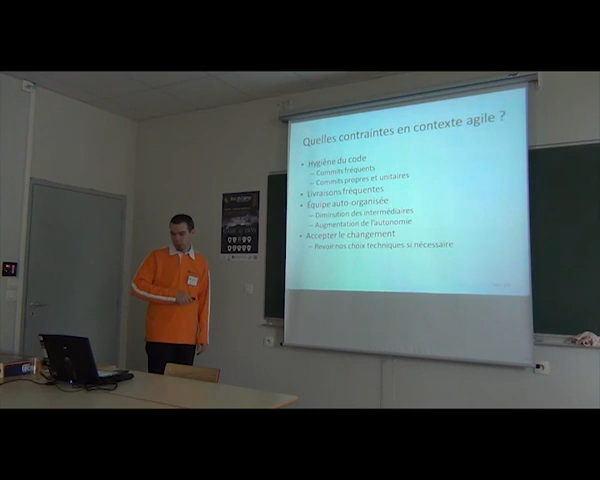 Quelles contraintes en contexte agile ?
• Hygiène du code
– Commits fréquents
– Commits propres et unitaires
• Livraisons fréquentes
• Équipe auto-organisée
– Diminution des intermédiaires
– Augmentation de l'autonomie
• Accepter le changement
– Revoir nos choix techniques si nécessaire